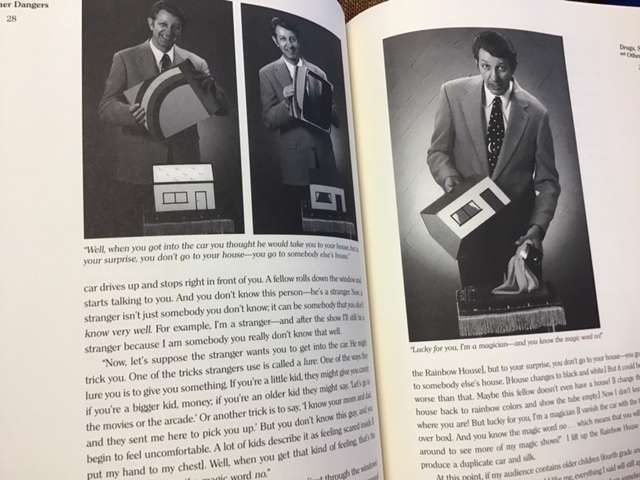 her Dangers
28
"Well, when you got into the car you thought he would take you to your house, but to
your surprise, you don't go to your house—you go to somebody else's house."
car drives up and stops right in front of you. A fellow rolls down the window and
starts talking to you. And you don't know this person—he's a stranger. Now, a
stranger isn't just somebody you don't know; it can be somebody that you don't
know very well. For example, I'm a stranger—and after the show I'll still be a
stranger because I am somebody you really don't know that well.
"Now, let's suppose the stranger wants you to get into the car. He might
trick you. One of the tricks strangers use is called a lure. One of the ways they
lure you is to give you something. If you're a little kid, they might give you candy;
if you're a bigger kid, money; if you're an older kid they might say, 'Let's go to
the movies or the arcade.' Or another trick is to say, 'I know your mom and dad,
and they sent me here to pick you up.' But you don't know this guy, and you
begin to feel uncomfortable. A lot of kids describe it as feeling scared inside [I
put my hand to my chest]. Well, when you get that kind of feeling, that's the
magic word no."
through the windows
Drugs, S
and Other
2
"Lucky for you, I'm a magician—and you know the magic word no!"
the Rainbow House], but to your surprise, you don't go to your house—you go
to somebody else's house. [House changes to black and white.] But it could be
worse than that. Maybe this fellow doesn't even have a house! [I change the
house back to rainbow colors and show the tube empty.] Now I don't know
where you are! But lucky for you, I'm a magician [I vanish the car with the
over box]. And you know the magic word no . . . which means that you will
around to see more of my magic shows!" I lift up the Rainbow House
produce a duplicate car and silk.
At this point, if my audience contains older children (fourth grade and
like me, everything I said will still